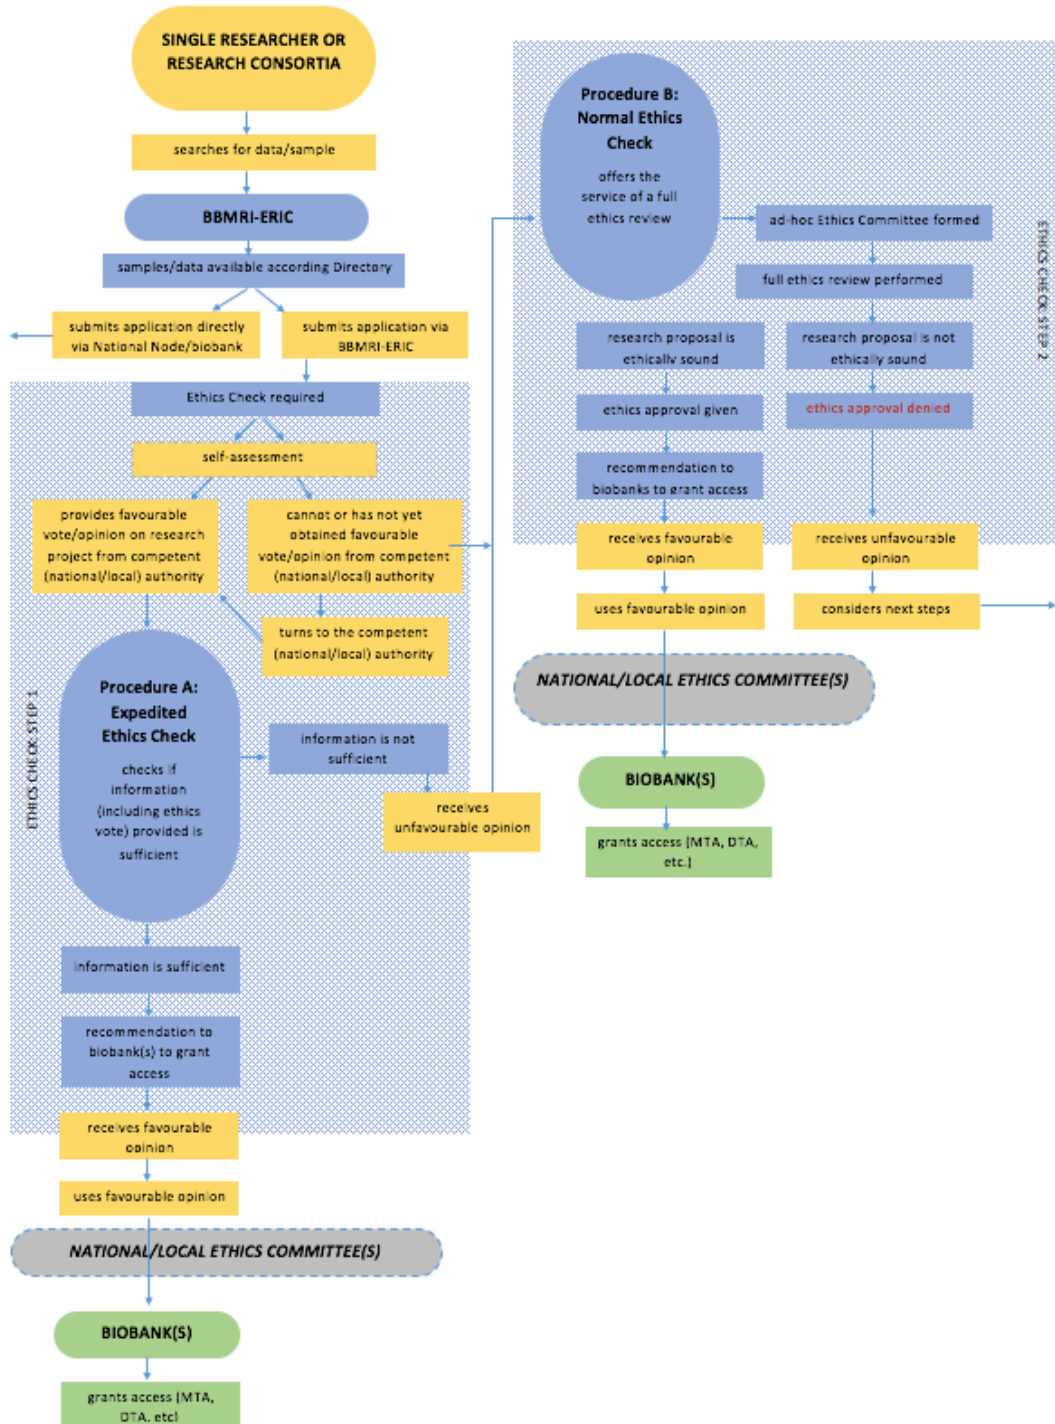 SINGLE RESEARCHER OR
RESEARCH CONSORTIA
searches for data/sample
BBMRI-ERIC
samples/data available according Directory
submits application directly
via National Node/biobank
submits application via
BBMRI-ERIC
ETHICS CHECK STEP 1
Ethics Check required
self-assessment
provides favourable
vote/opinion on research
project from competent
(national/local) authority
cannot or has not yet
obtained favourable
vote/opinion from competent
(national/local) authority
turns to the competent
(national/local) authority
Procedure A:
Expedited
Ethics Check
checks if
information
(including ethics
vote) provided is
sufficient
information is not
sufficient
receives
unfavourable opinion
information is sufficient
recommendation to
biobank(s) to grant
access
receives favourable
opinion
uses favourable opinion
NATIONAL/LOCAL ETHICS COMMITTEE(S)
BIOBANK(S)
grants access (MTA,
DTA, etc)
ETHICS CHECK STEP 2
Procedure B:
Normal Ethics
Check
offers the
service of a full
ethics review
ad-hoc Ethics Committee formed
full ethics review performed
research proposal is
ethically sound
research proposal is not
ethically sound
ethics approval given
ethics approval denied
recommendation to
biobanks to grant access
receives favourable
opinion
receives unfavourable
opinion
uses favourable opinion
considers next steps
NATIONAL/LOCAL ETHICS COMMITTEE(S)
BIOBANK(S)
grants access (MTA, DTA,
etc.)